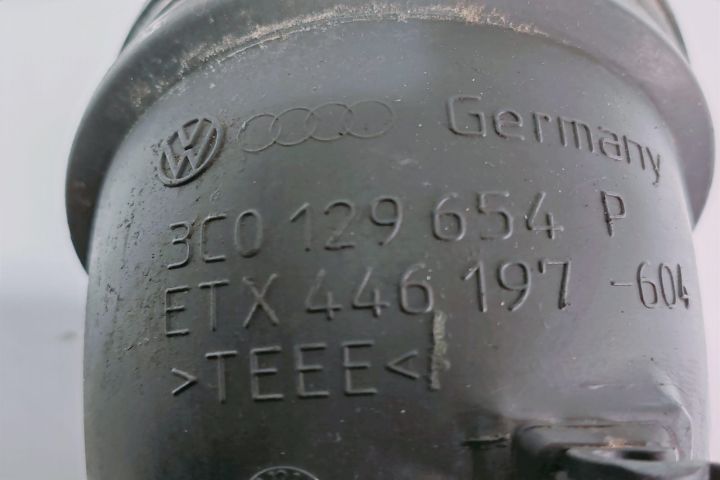 Germany
3C0 129 654 P
ETX 446 197 -604
>TEEE<